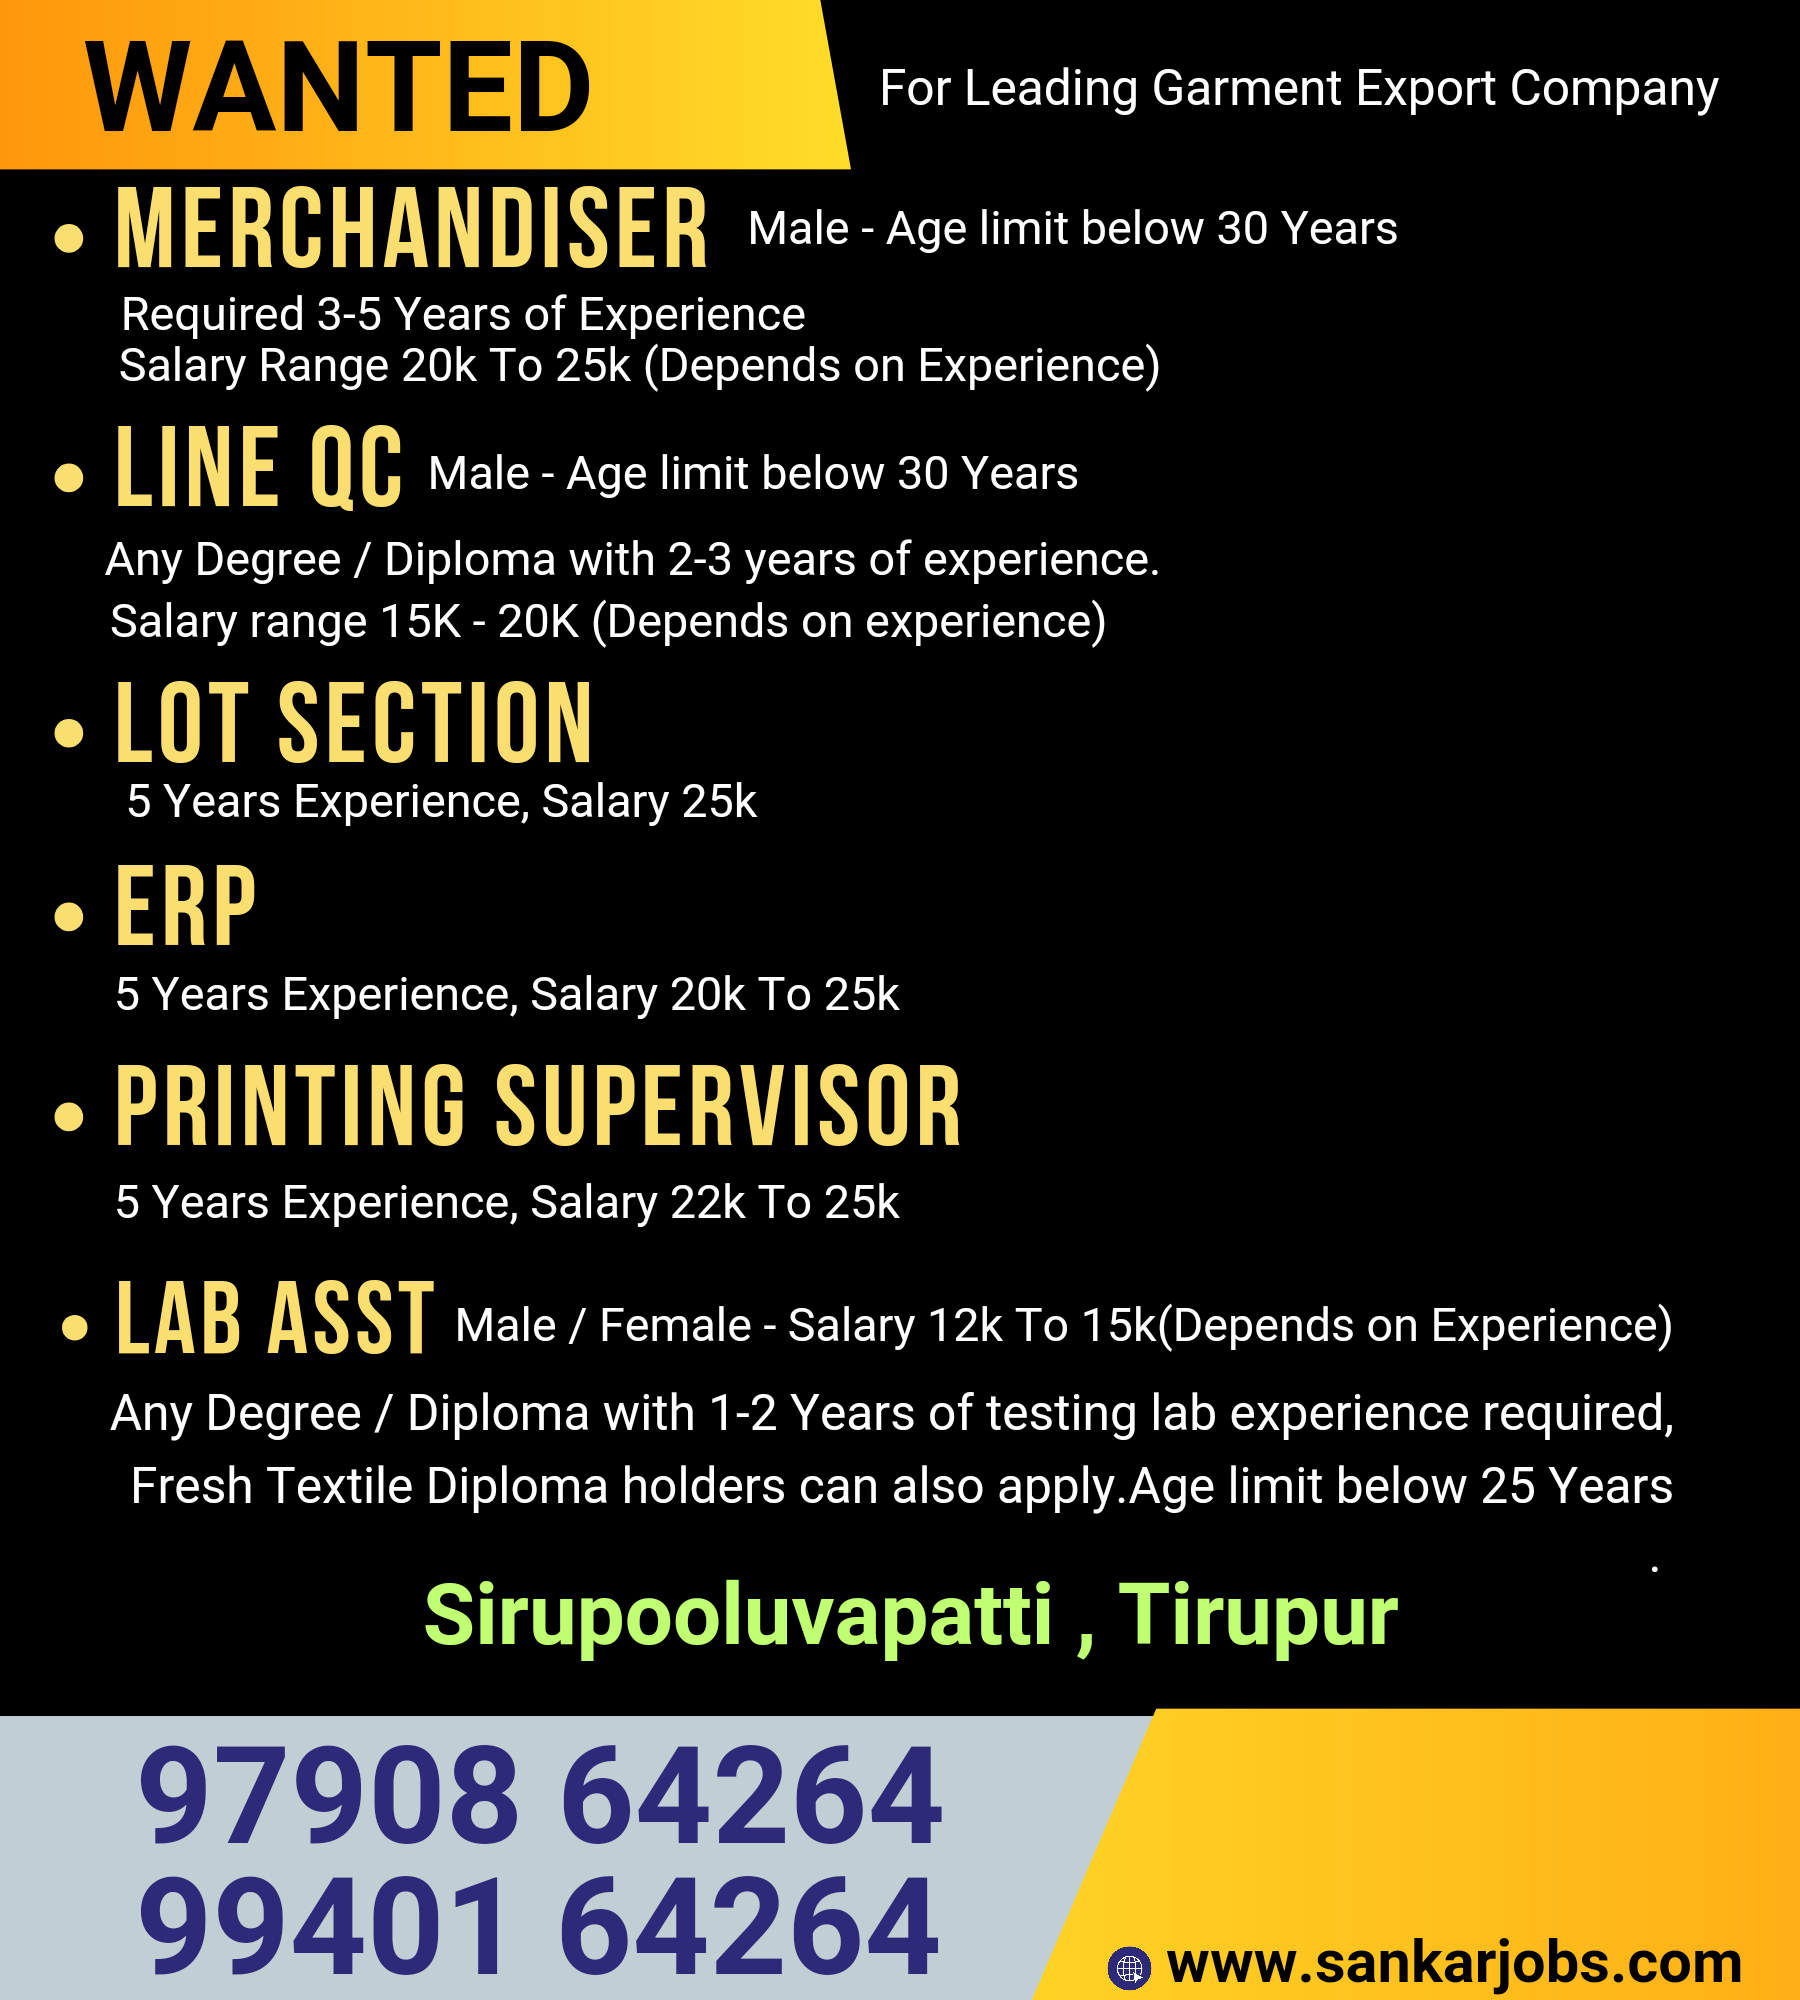 WANTED
For Leading Garment Export Company
• MERCHANDISER Male - Age limit below 30 Years
Required 3-5 Years of Experience
Salary Range 20k To 25k (Depends on Experience)
• LINE QC Male - Age limit below 30 Years
Any Degree / Diploma with 2-3 years of experience.
Salary range 15K - 20K (Depends on experience)
• LOT SECTION
5 Years Experience, Salary 25k
• ERP
5 Years Experience, Salary 20k To 25k
• PRINTING SUPERVISOR
5 Years Experience, Salary 22k To 25k
• LAB ASST Male / Female - Salary 12k To 15k(Depends on Experience)
Any Degree / Diploma with 1-2 Years of testing lab experience required,
Fresh Textile Diploma holders can also apply.Age limit below 25 Years
.
Sirupooluvapatti , Tirupur
97908 64264
99401 64264
www.sankarjobs.com